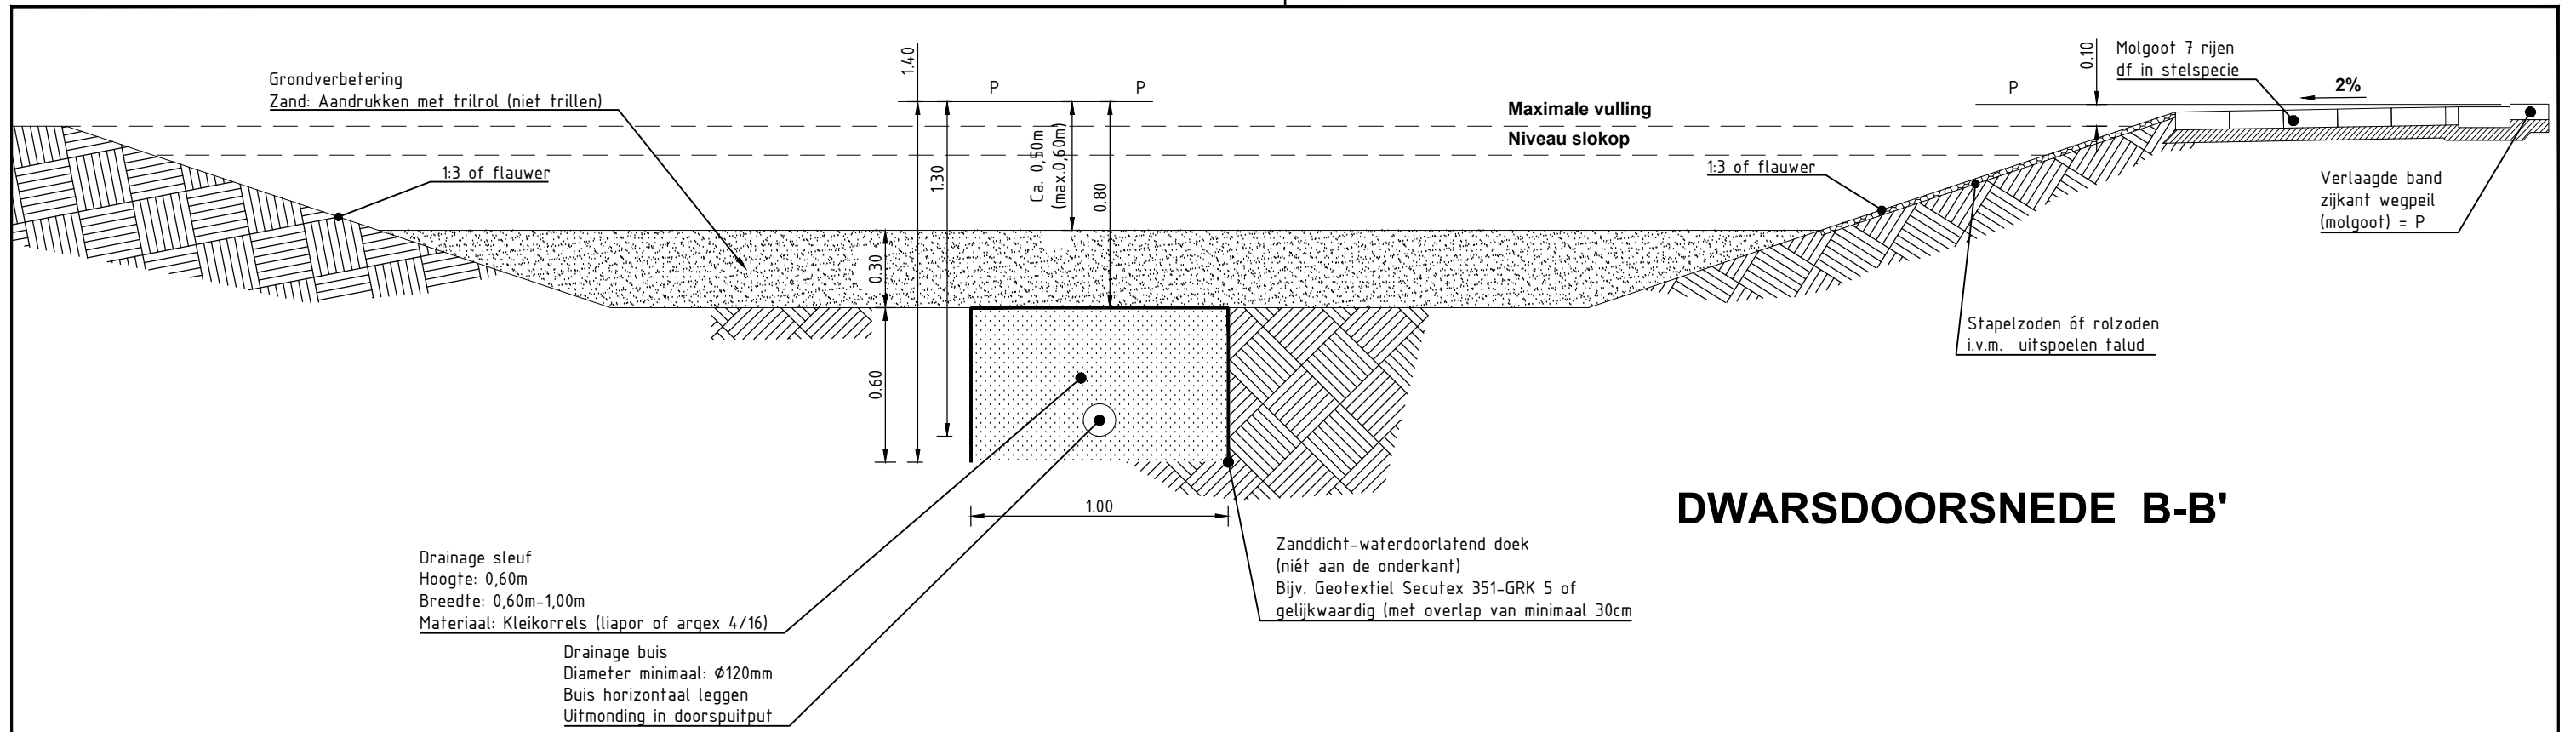 Grondverbetering
Zand: Aandrukken met trilrol (niet trillen)
1.40
P
P
Maximale vulling
Niveau slokop
P
0.10
Molgoot 7 rijen
df in stelspecie
2%
1:3 of flauwer
1.30
Ca. 0,50m
(max.0,60m)
0.80
1:3 of flauwer
Verlaagde band
zijkant wegpeil
(molgoot) = P
0.30
Stapelzoden óf rolzoden
i.v.m. uitspoelen talud
0.60
1.00
DWARSDOORSNEDE B-B'
Drainage sleuf
Hoogte: 0,60m
Breedte: 0,60m-1,00m
Materiaal: Kleikorrels (liapor of argex 4/16)
Zanddicht-waterdoorlatend doek
(niét aan de onderkant)
Bijv. Geotextiel Secutex 351-GRK 5 of
gelijkwaardig (met overlap van minimaal 30cm
Drainage buis
Diameter minimaal: Ø120mm
Buis horizontaal leggen
Uitmonding in doorspuitput